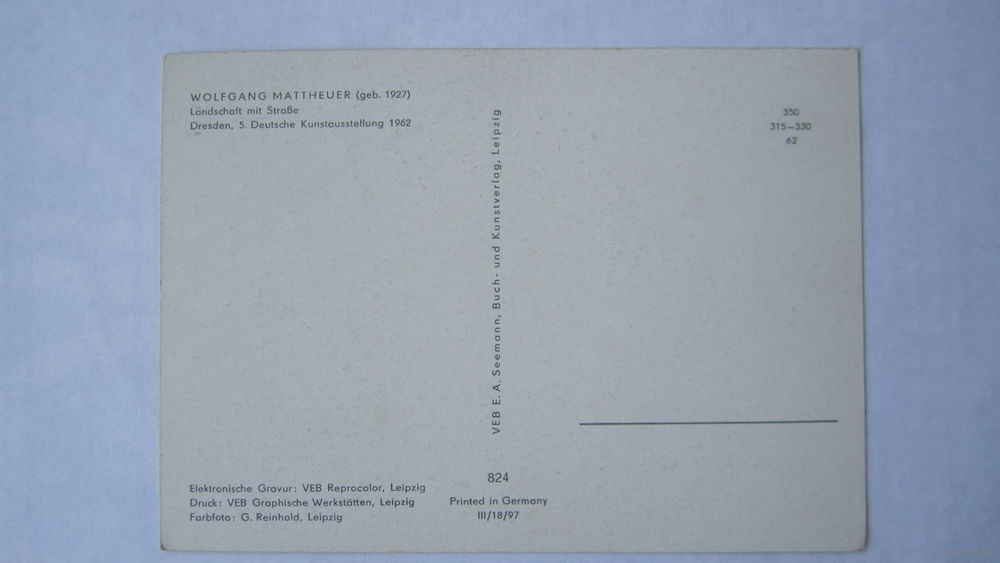 WOLFGANG MATTHEUER (geb. 1927)
Landschaft mit Straße
Dresden, 5. Deutsche Kunstausstellung 1962
350
315—330
62
VEB E. A. Seemann, Buch- und Kunstverlag, Leipzig
824
Elektronische Gravur: VEB Reprocolor, Leipzig
Druck: VEB Graphische Werkstätten, Leipzig
Farbfoto: G. Reinhold, Leipzig
Printed in Germany
III/18/97